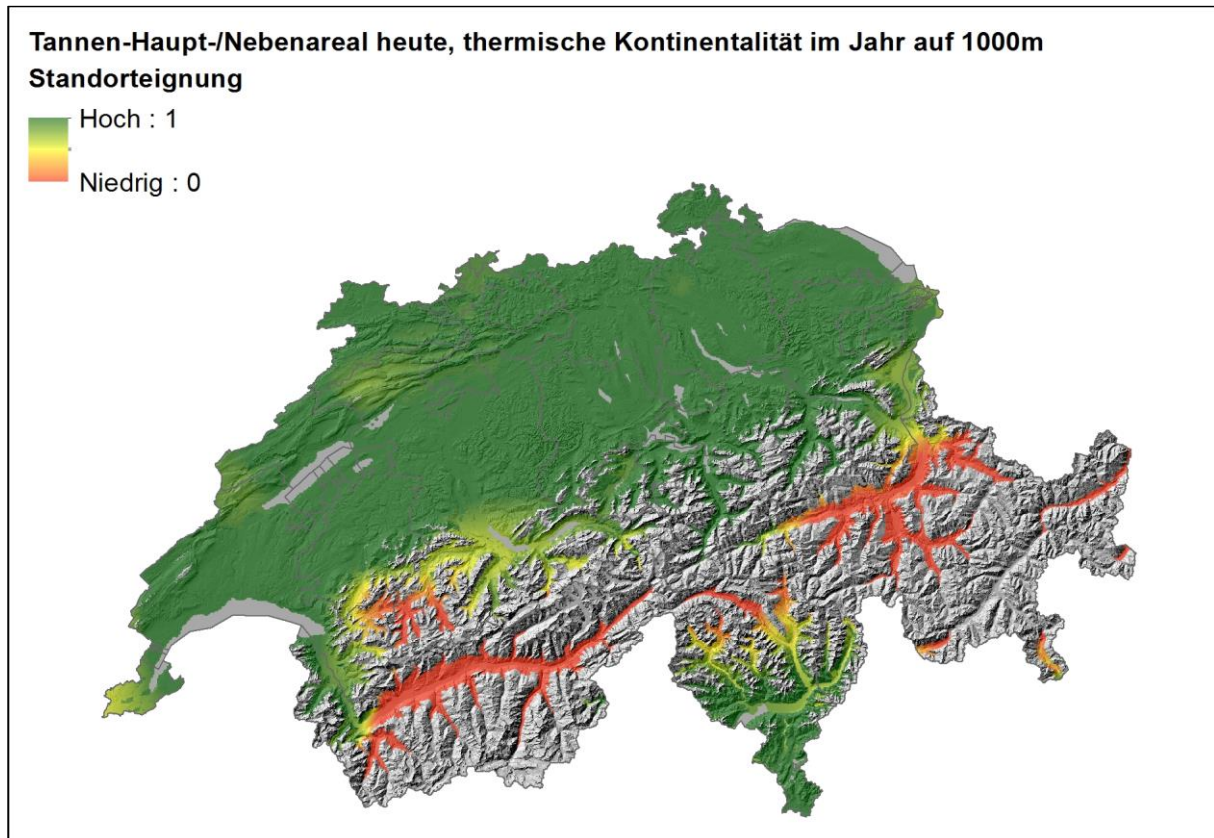 Tannen-Haupt-/Nebenareal heute, thermische Kontinentalität im Jahr auf 1000m
Standorteignung
Hoch : 1
Niedrig : 0